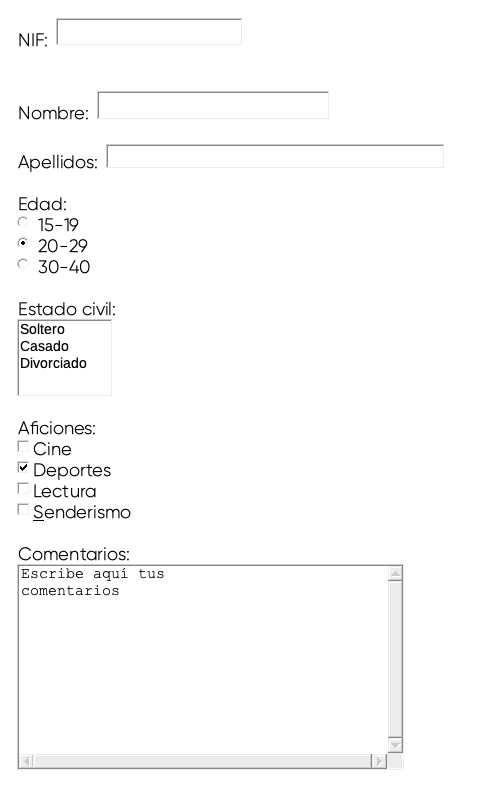 NIF:
Nombre:
Apellidos:
Edad:
15-19
20-29
30-40
Estado civil:
Soltero
Casado
Divorciado
Aficiones:
Cine
Deportes
Lectura
Senderismo
Comentarios:
Escribe aquí tus
comentarios